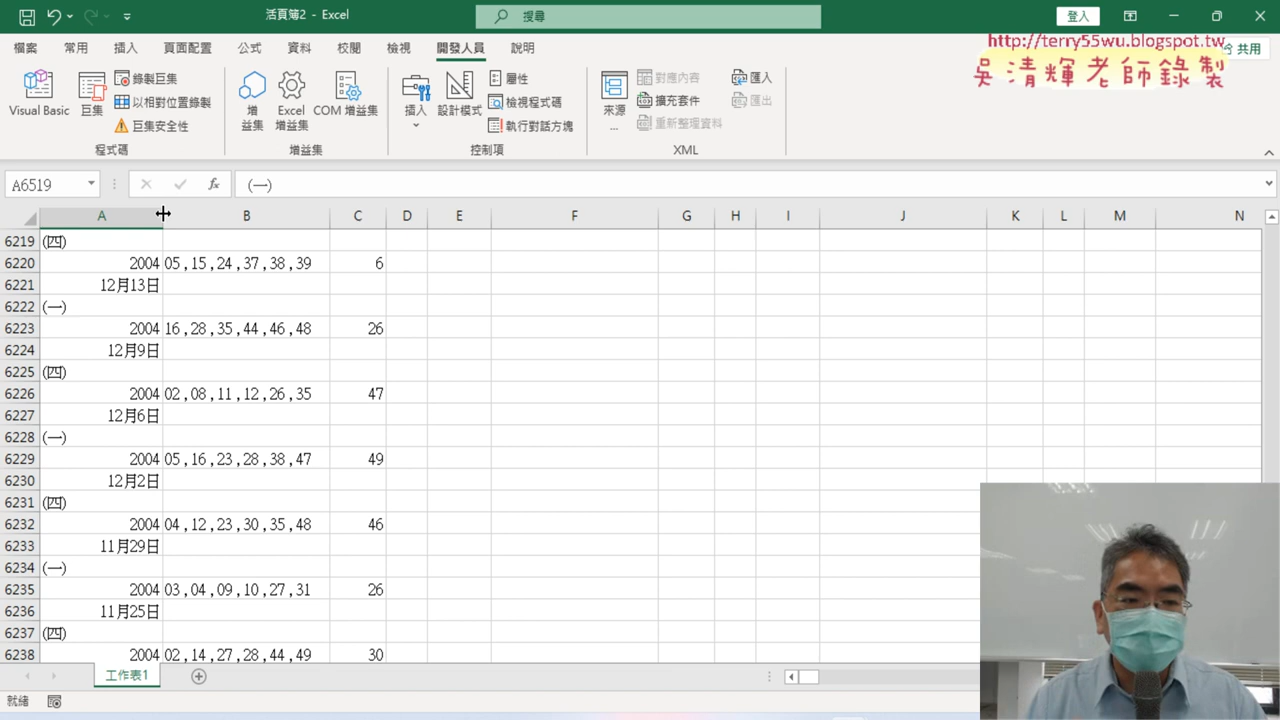 活頁簿2 - Excel
搜尋
登入
http://terry55wu.blogspot.tw
吳清輝老師錄製
檔案 常用 插入 頁面配置 公式 資料 校閱 檢視 開發人員 說明
共用
Visual Basic
巨集
錄製巨集
以相對位置錄製
巨集安全性
程式碼
增益集
Excel 增益集
COM 增益集
增益集
插入
設計模式
屬性
檢視程式碼
執行對話方塊
控制項
來源
...
對應內容
擴充套件
重新整理資料
匯入
匯出
XML
A6519
fx
(一)
A B C D E F G H I J K L M N
6219 (四)
6220 2004 05,15,24,37,38,39 6
6221 12月13日
6222 (一)
6223 2004 16,28,35,44,46,48 26
6224 12月9日
6225 (四)
6226 2004 02,08,11,12,26,35 47
6227 12月6日
6228 (一)
6229 2004 05,16,23,28,38,47 49
6230 12月2日
6231 (四)
6232 2004 04,12,23,30,35,48 46
6233 11月29日
6234 (一)
6235 2004 03,04,09,10,27,31 26
6236 11月25日
6237 (四)
6238 2004 02,14,27,28,44,49 30
工作表1
就緒